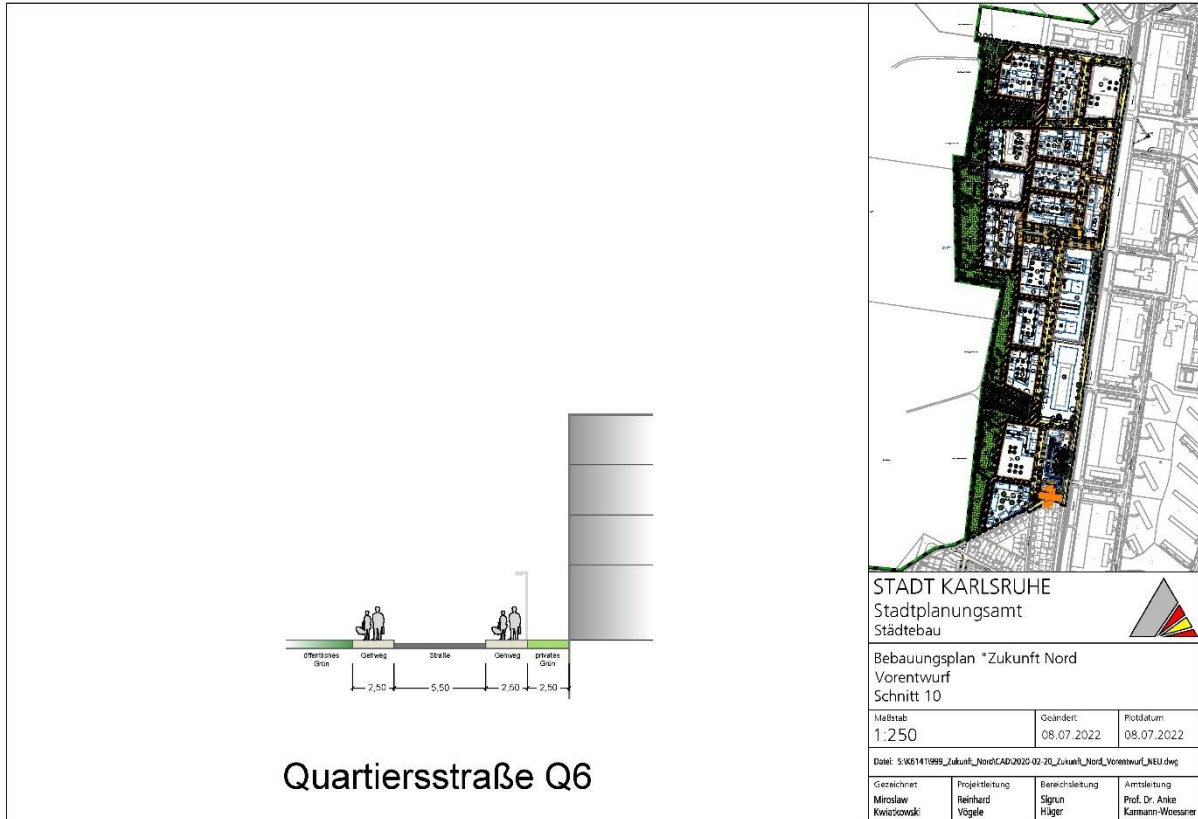 öffentliches
Grün
Gehweg
Straße
Gehweg
privates
Grün
2,50
5,50
2,50
2,50
Quartiersstraße Q6
STADT KARLSRUHE
Stadtplanungsamt
Städtebau
Bebauungsplan "Zukunft Nord
Vorentwurf
Schnitt 10
Maßstab
1:250
Geändert
08.07.2022
Plotdatum
08.07.2022
Datei: S:\K6141\999_Zukunft_Nord\CAD\2020-02-20_Zukunft_Nord_Vorentwurf_NEU.dwg
Gezeichnet
Miroslaw
Kwiatkowski
Projektleitung
Reinhard
Vögele
Bereichsleitung
Sigrun
Hüger
Amtsleitung
Prof. Dr. Anke
Karmann-Woessner